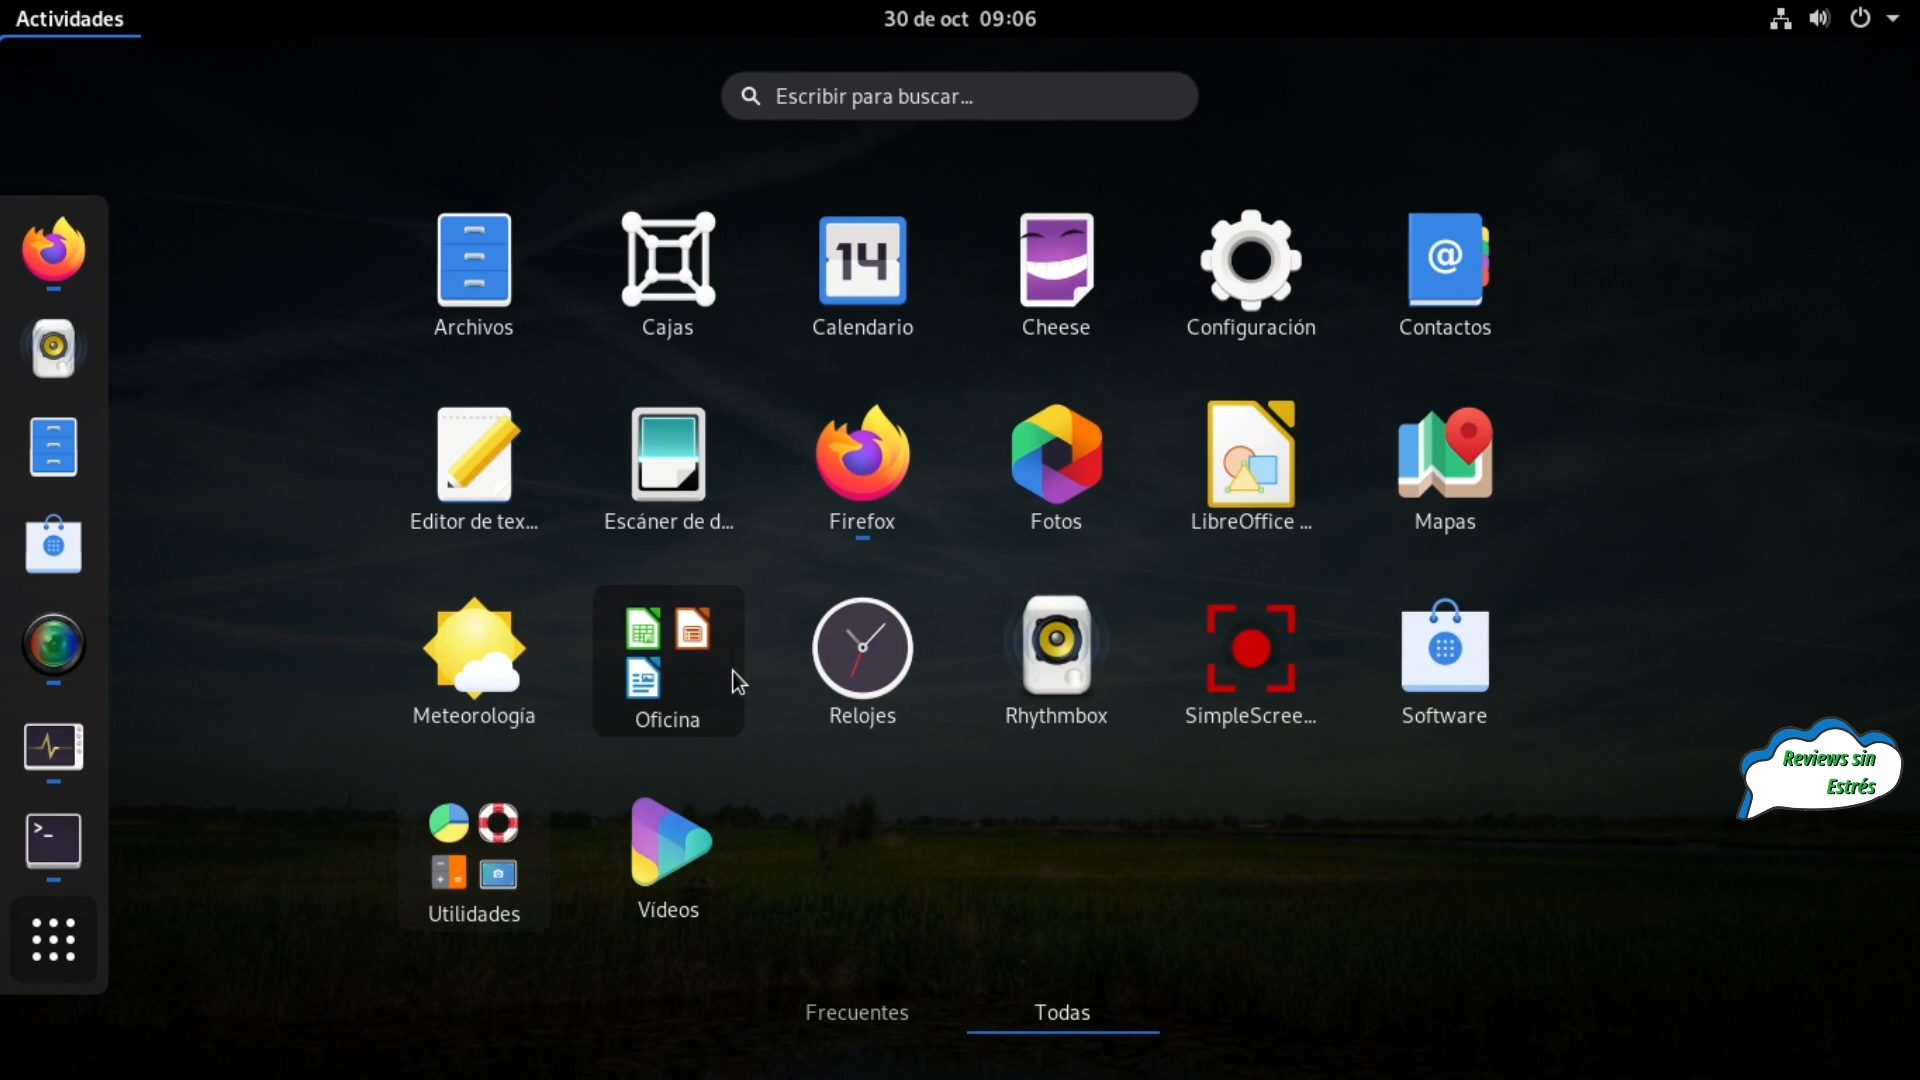 Actividades
30 de oct 09:06
Escribir para buscar...
Archivos
Cajas
14
Calendario
Cheese
Configuración
@
Contactos
Editor de tex...
Escáner de d...
Firefox
Fotos
LibreOffice ...
Mapas
Meteorología
Oficina
Relojes
Rhythmbox
SimpleScree...
Software
Reviews sin
Estrés
>_
Utilidades
Vídeos
Frecuentes
Todas